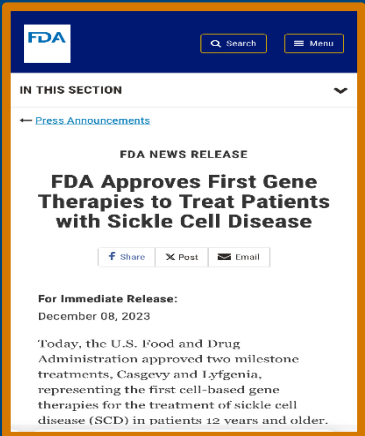 FDA
Search
Menu
IN THIS SECTION
← Press Announcements
FDA NEWS RELEASE
FDA Approves First Gene
Therapies to Treat Patients
with Sickle Cell Disease
f Share
X Post
Email
For Immediate Release:
December 08, 2023
Today, the U.S. Food and Drug
Administration approved two milestone
treatments, Casgevy and Lyfgenia,
representing the first cell-based gene
therapies for the treatment of sickle cell
disease (SCD) in patients 12 years and older.